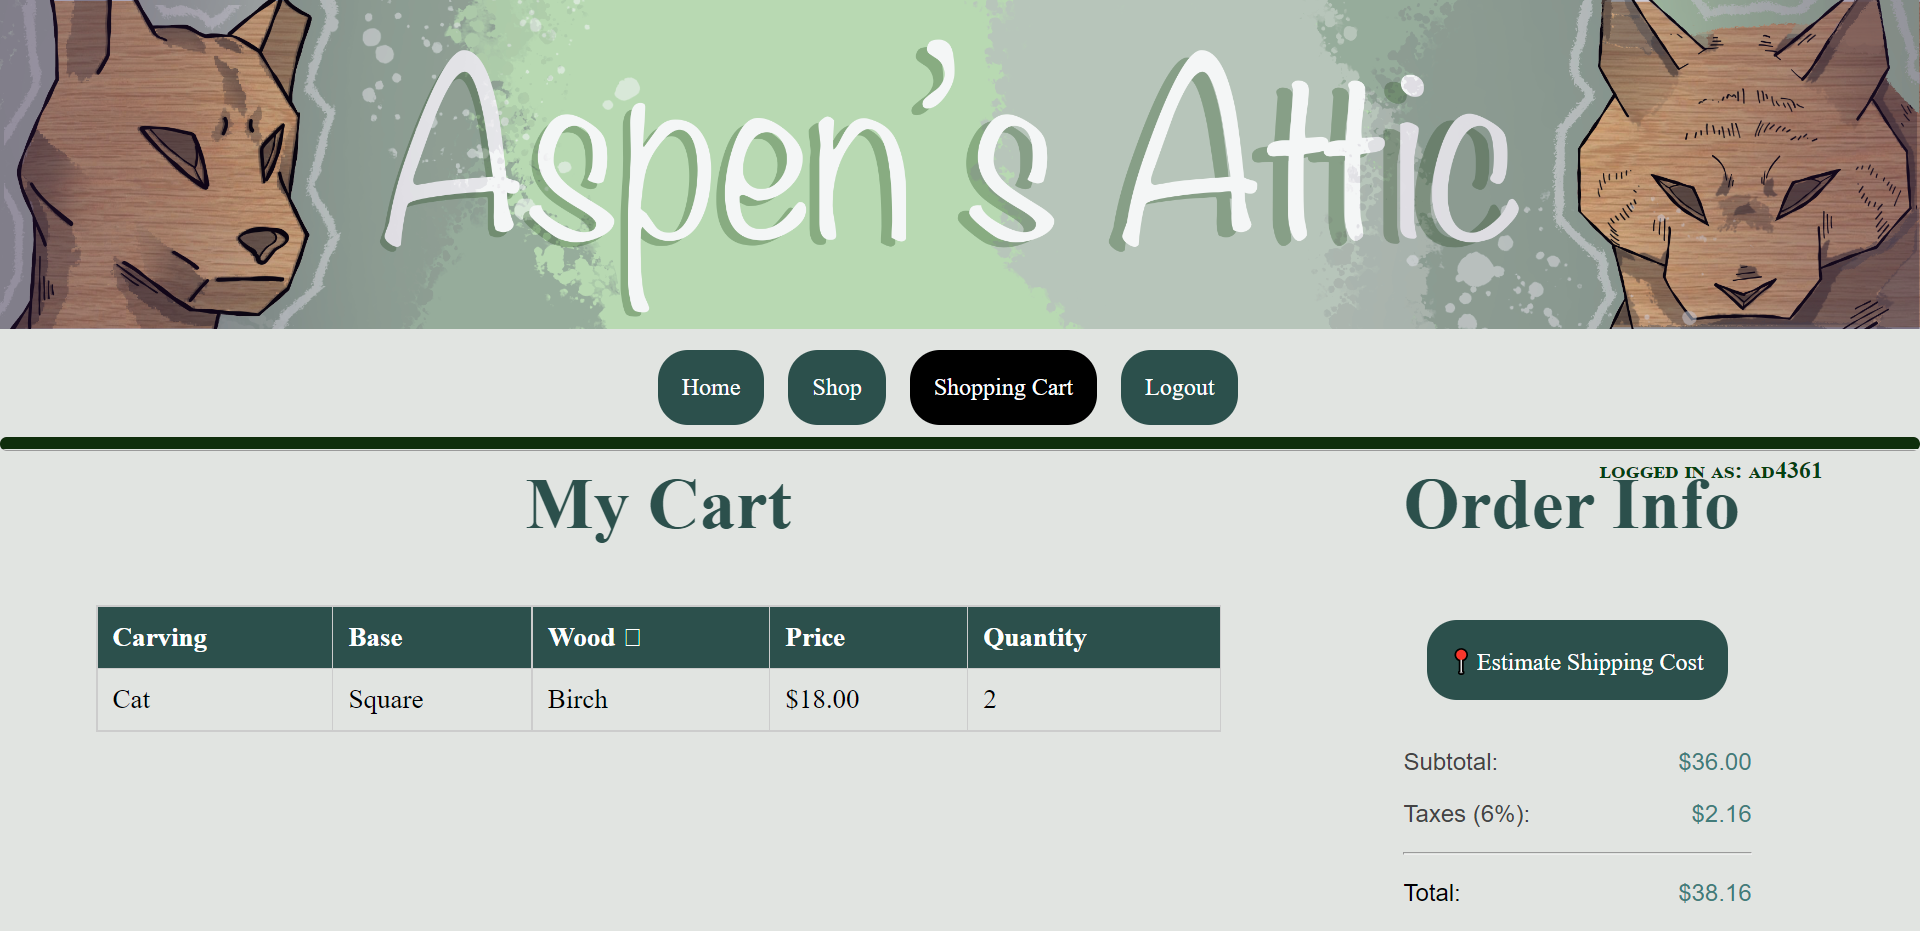 Aspen's Attic
Home Shop Shopping Cart Logout
LOGGED IN AS: AD4361
My Cart
Carving Base Wood Price Quantity
Cat Square Birch $18.00 2
Order Info
📍 Estimate Shipping Cost
Subtotal: $36.00
Taxes (6%): $2.16
Total: $38.16